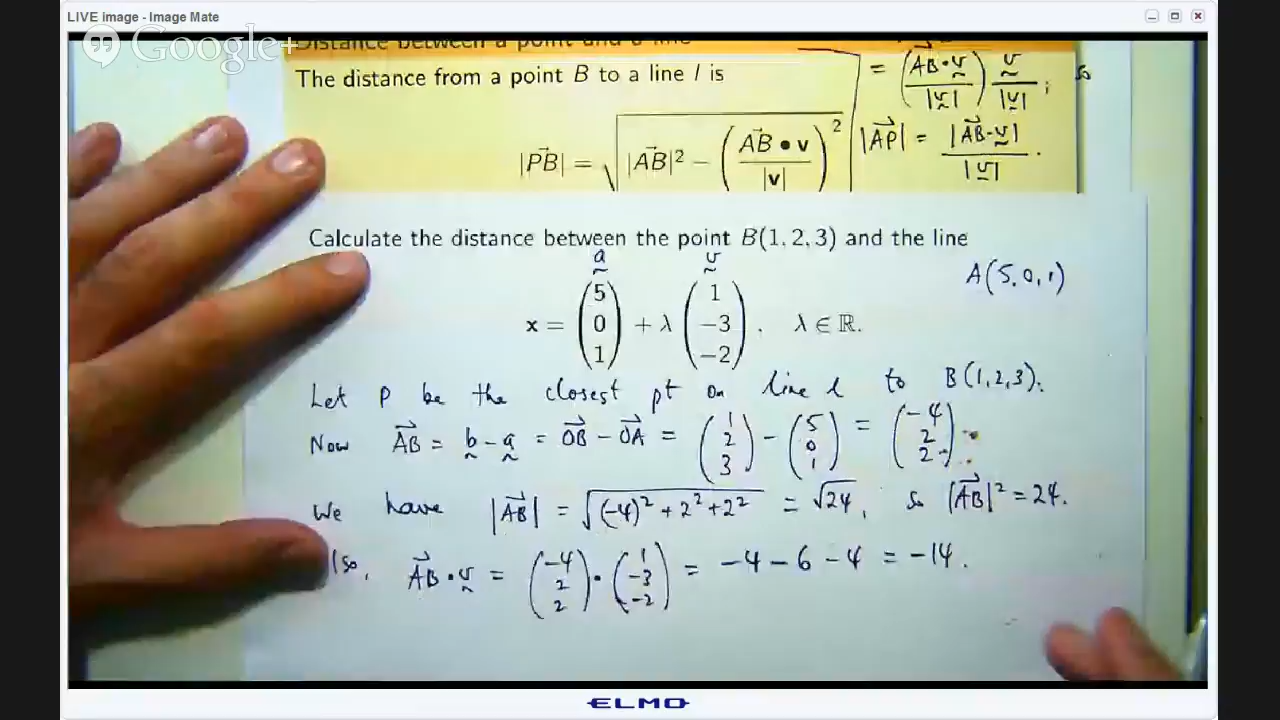 LIVE image - Image Mate
Google+
Distance between a point and a line
The distance from a point B to a line l is
|PB⃗| = √(|AB⃗|² − (AB⃗ • v / |v|)²)
= (AB⃗ • v / |v|) v / |v| ; so
|AP⃗| = |AB⃗ • v| / |v| .
Calculate the distance between the point B(1, 2, 3) and the line
a v
A(5,0,1)
x = (5 0 1) + λ (1 −3 −2) . λ ∈ ℝ.
Let P be the closest pt on line l to B(1,2,3).
Now AB⃗ = b − a = OB⃗ − OA⃗ = (1 2 3) − (5 0 1) = (−4 2 2).
We have |AB⃗| = √((−4)² + 2² + 2²) = √24, so |AB⃗|² = 24.
lso, AB⃗ • v = (−4 2 2) • (1 −3 −2) = −4 − 6 − 4 = −14.
ELMO